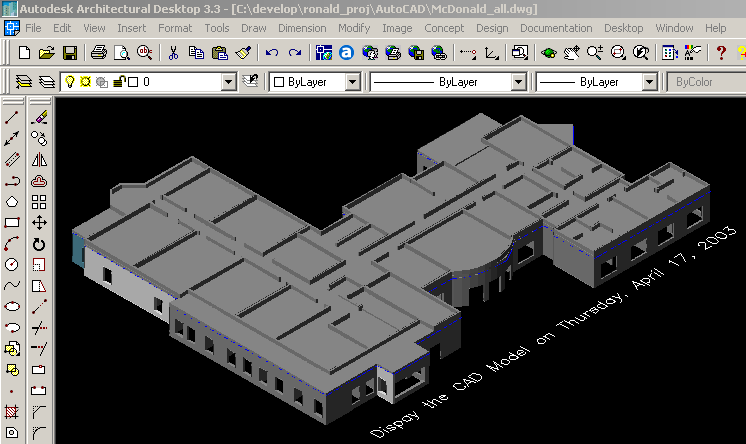 Autodesk Architectural Desktop 3.3 - [C:\develop\ronald_proj\AutoCAD\McDonald_all.dwg]
File Edit View Insert Format Tools Draw Dimension Modify Image Concept Design Documentation Desktop Window Help
0 ByLayer ByLayer ByLayer ByColor
Dispay the CAD Model on Thursday, April 17, 2003